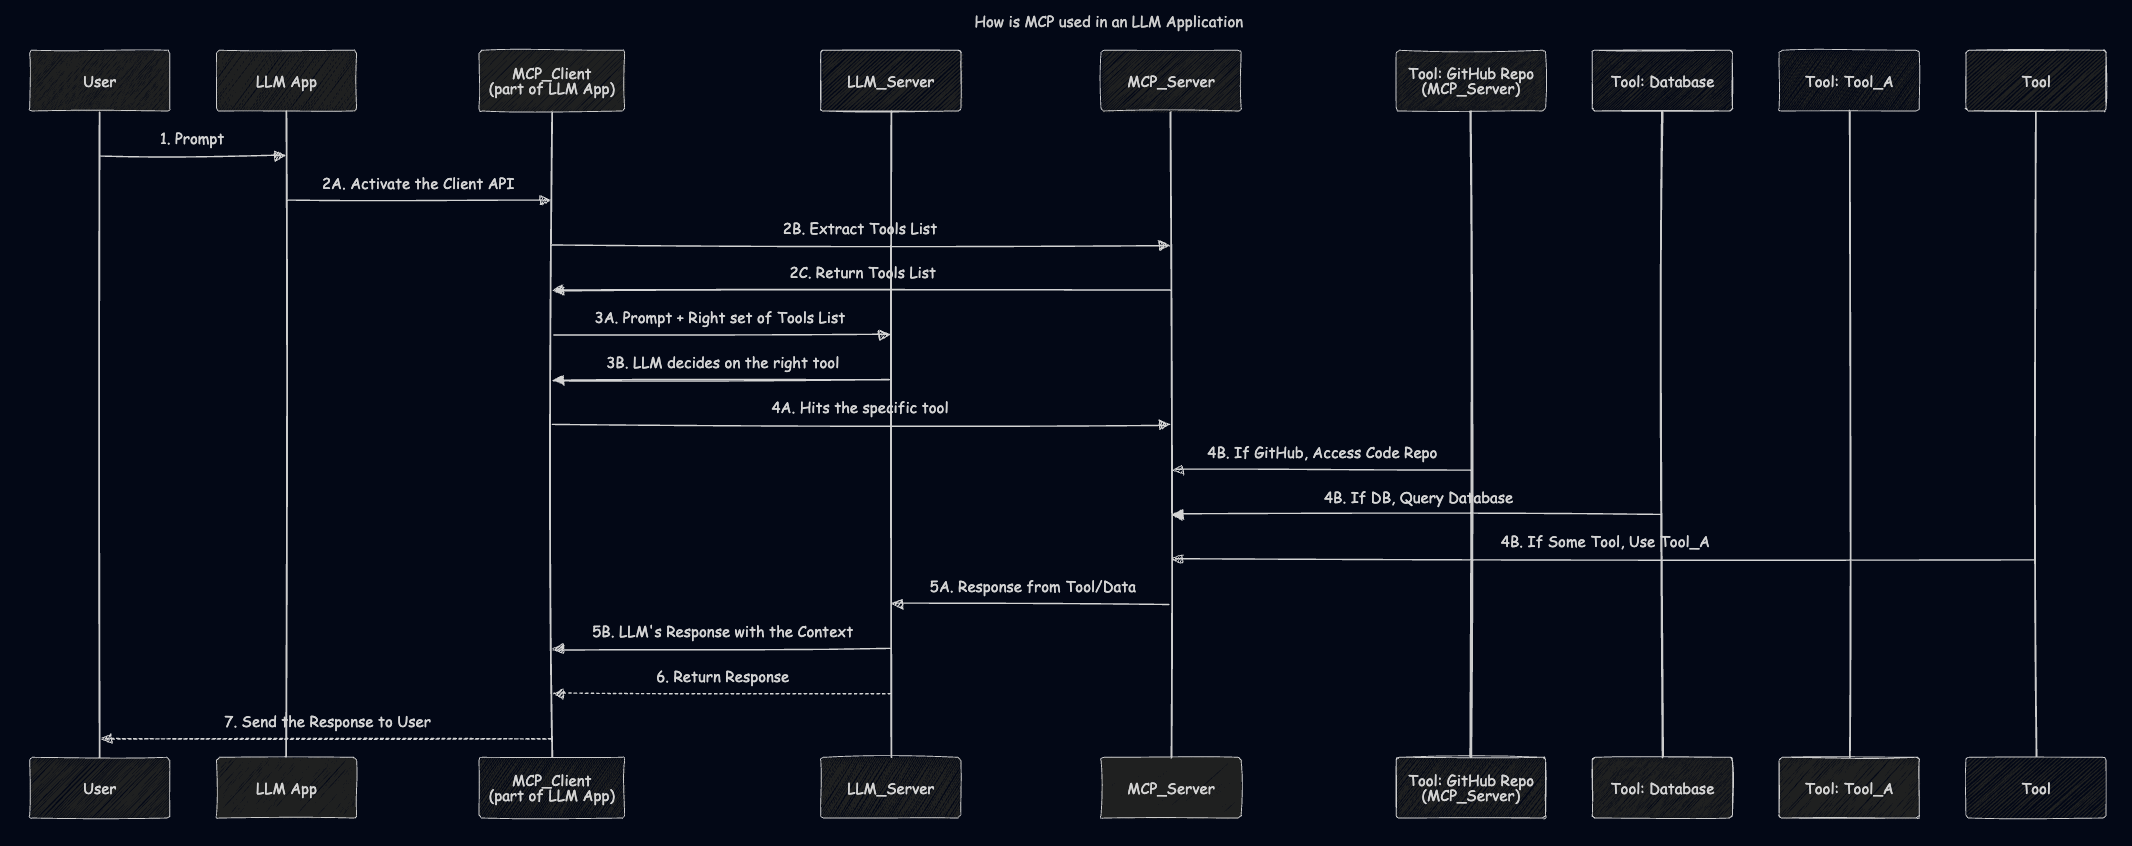 How is MCP used in an LLM Application
User
LLM App
MCP_Client
(part of LLM App)
LLM_Server
MCP_Server
Tool: GitHub Repo
(MCP_Server)
Tool: Database
Tool: Tool_A
Tool
1. Prompt
2A. Activate the Client API
2B. Extract Tools List
2C. Return Tools List
3A. Prompt + Right set of Tools List
3B. LLM decides on the right tool
4A. Hits the specific tool
4B. If GitHub, Access Code Repo
4B. If DB, Query Database
4B. If Some Tool, Use Tool_A
5A. Response from Tool/Data
5B. LLM's Response with the Context
6. Return Response
7. Send the Response to User
User
LLM App
MCP_Client
(part of LLM App)
LLM_Server
MCP_Server
Tool: GitHub Repo
(MCP_Server)
Tool: Database
Tool: Tool_A
Tool